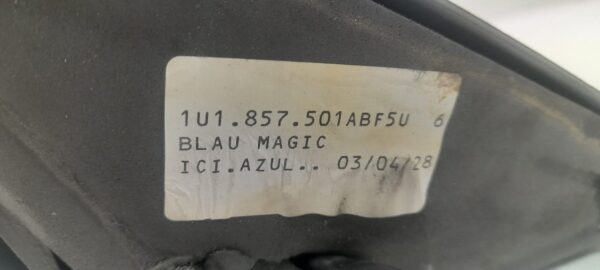 1U1.857.501ABF5U 6
BLAU MAGIC
ICI.AZUL.. 03/04/28